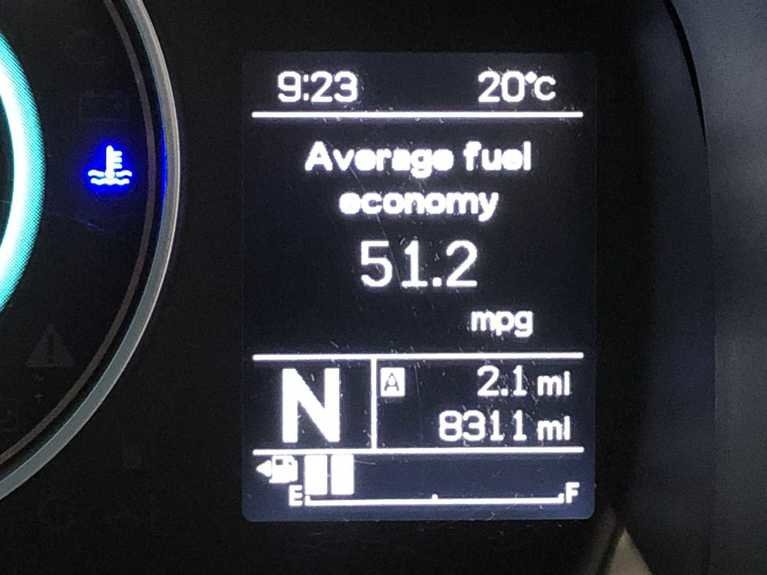 9:23 20°C
Average fuel
economy
51.2
mpg
N
A 2.1 mi
8311 mi
E F